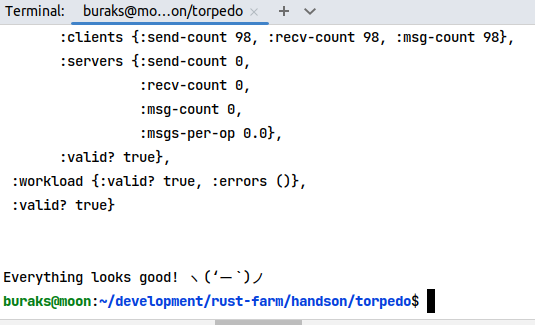 Terminal: buraks@mo...on/torpedo × + ∨
:clients {:send-count 98, :recv-count 98, :msg-count 98},
:servers {:send-count 0,
:recv-count 0,
:msg-count 0,
:msgs-per-op 0.0},
:valid? true},
:workload {:valid? true, :errors ()},
:valid? true}
Everything looks good! ヽ(‘ー`)ノ
buraks@moon:~/development/rust-farm/handson/torpedo$